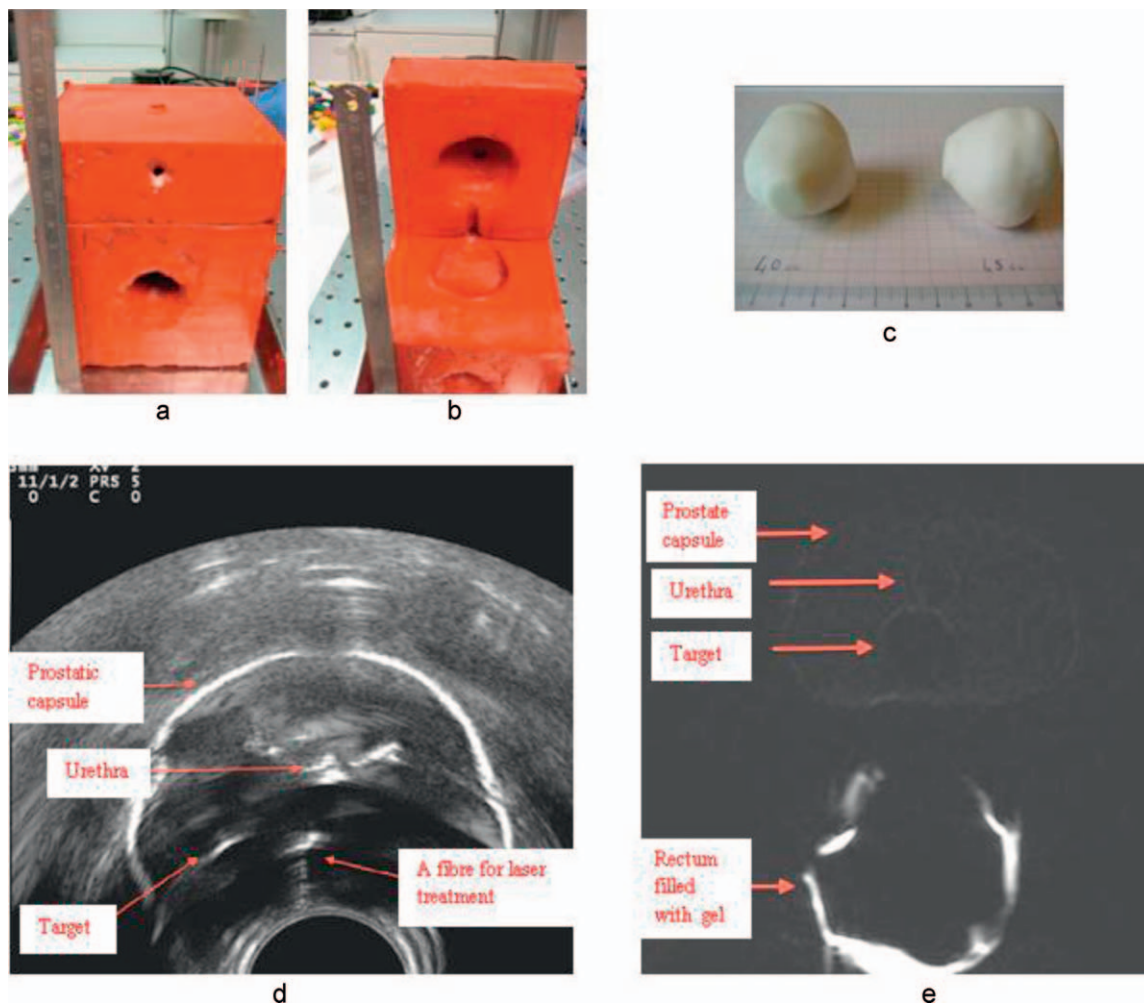 a
b
40
45
c
11/1/2 PRS 5
0 C 0
Prostatic
capsule
Urethra
Target
A fibre for laser
treatment
d
Prostate
capsule
Urethra
Target
Rectum
filled
with gel
e